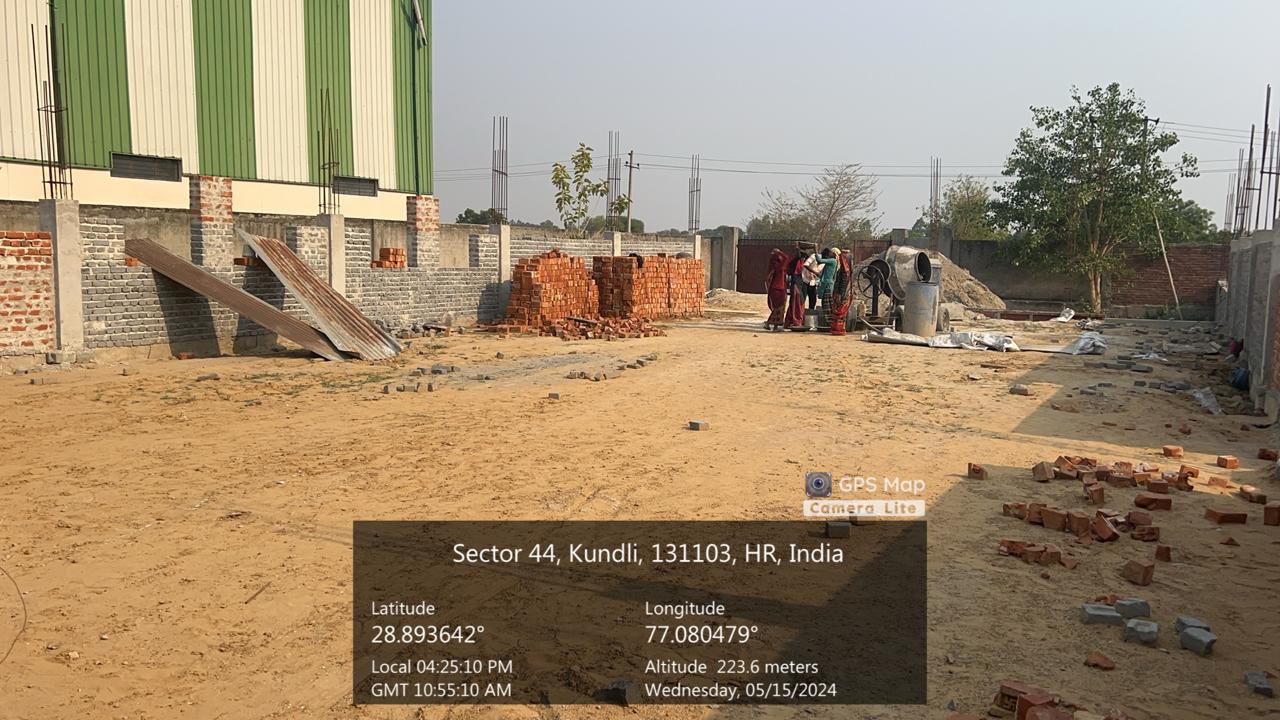 GPS Map
Camera Lite
Sector 44, Kundli, 131103, HR, India
Latitude
28.893642°
Longitude
77.080479°
Local 04:25:10 PM
GMT 10:55:10 AM
Altitude 223.6 meters
Wednesday, 05/15/2024